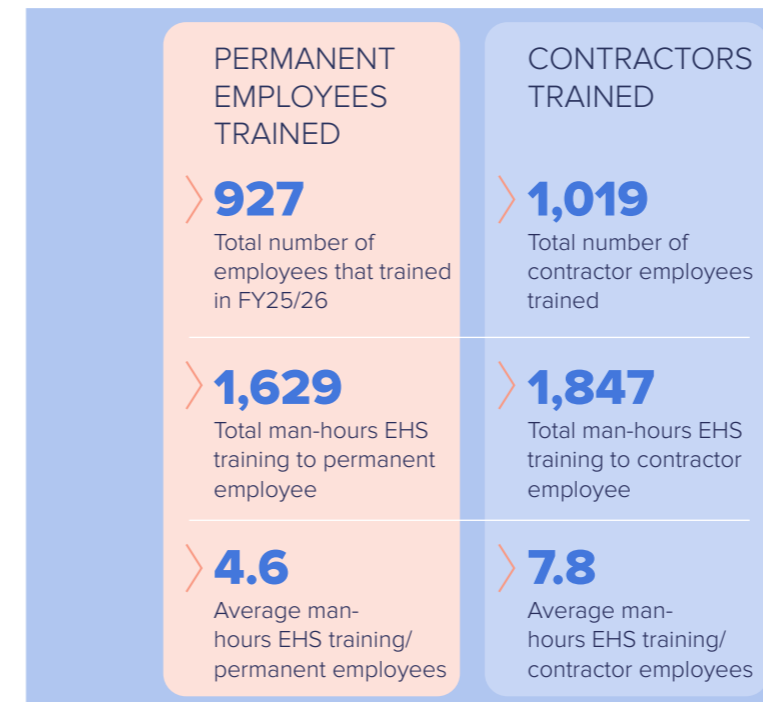 PERMANENT
EMPLOYEES
TRAINED
927
Total number of
employees that trained
in FY25/26
1,629
Total man-hours EHS
training to permanent
employee
4.6
Average man-
hours EHS training/
permanent employees
CONTRACTORS
TRAINED
1,019
Total number of
contractor employees
trained
1,847
Total man-hours EHS
training to contractor
employee
7.8
Average man-
hours EHS training/
contractor employees